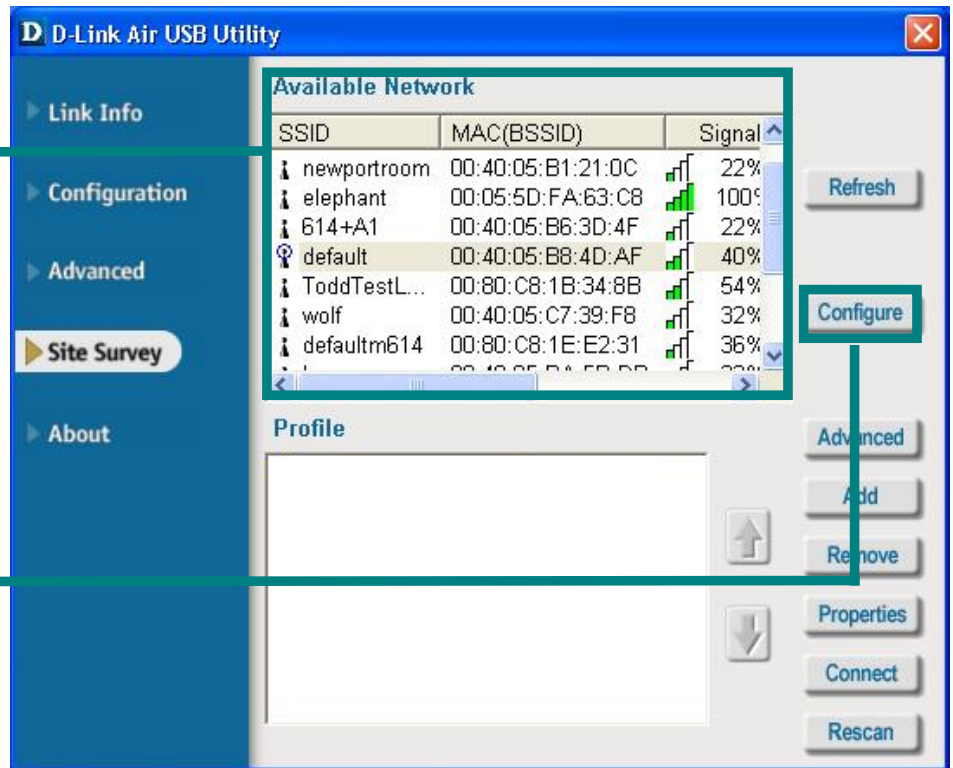 D D-Link Air USB Utility
Link Info
Configuration
Advanced
Site Survey
About
Available Network
SSID MAC(BSSID) Signal
newportroom 00:40:05:B1:21:0C 22%
elephant 00:05:5D:FA:63:C8 100%
614+A1 00:40:05:B6:3D:4F 22%
default 00:40:05:B8:4D:AF 40%
ToddTestL... 00:80:C8:1B:34:8B 54%
wolf 00:40:05:C7:39:F8 32%
defaultm614 00:80:C8:1E:E2:31 36%
Refresh
Configure
Profile
Advanced
Add
Remove
Properties
Connect
Rescan